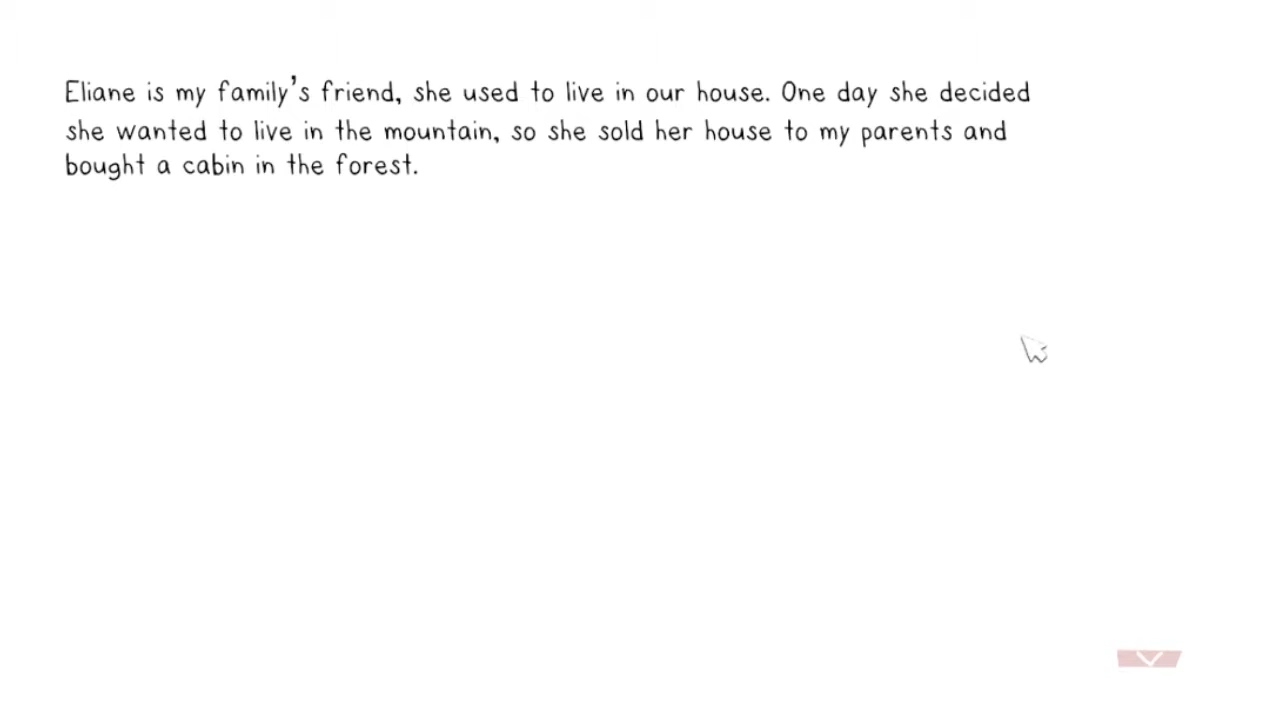 Eliane is my family's friend, she used to live in our house. One day she decided
she wanted to live in the mountain, so she sold her house to my parents and
bought a cabin in the forest.